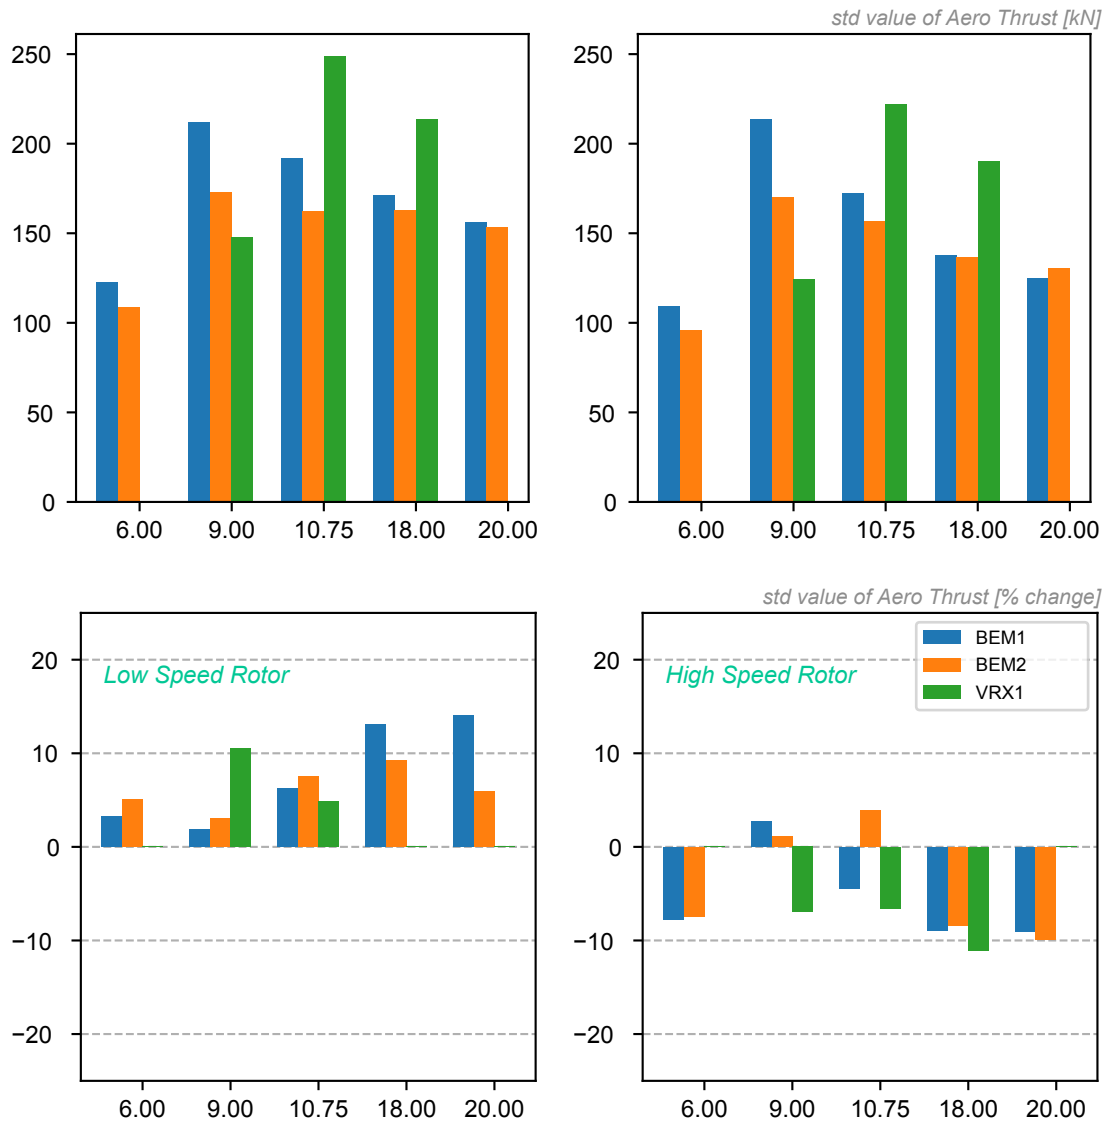 std value of Aero Thrust [kN]
250
200
150
100
50
0
6.00 9.00 10.75 18.00 20.00
250
200
150
100
50
0
6.00 9.00 10.75 18.00 20.00
std value of Aero Thrust [% change]
Low Speed Rotor
20
10
0
−10
−20
6.00 9.00 10.75 18.00 20.00
High Speed Rotor
BEM1
BEM2
VRX1
20
10
0
−10
−20
6.00 9.00 10.75 18.00 20.00